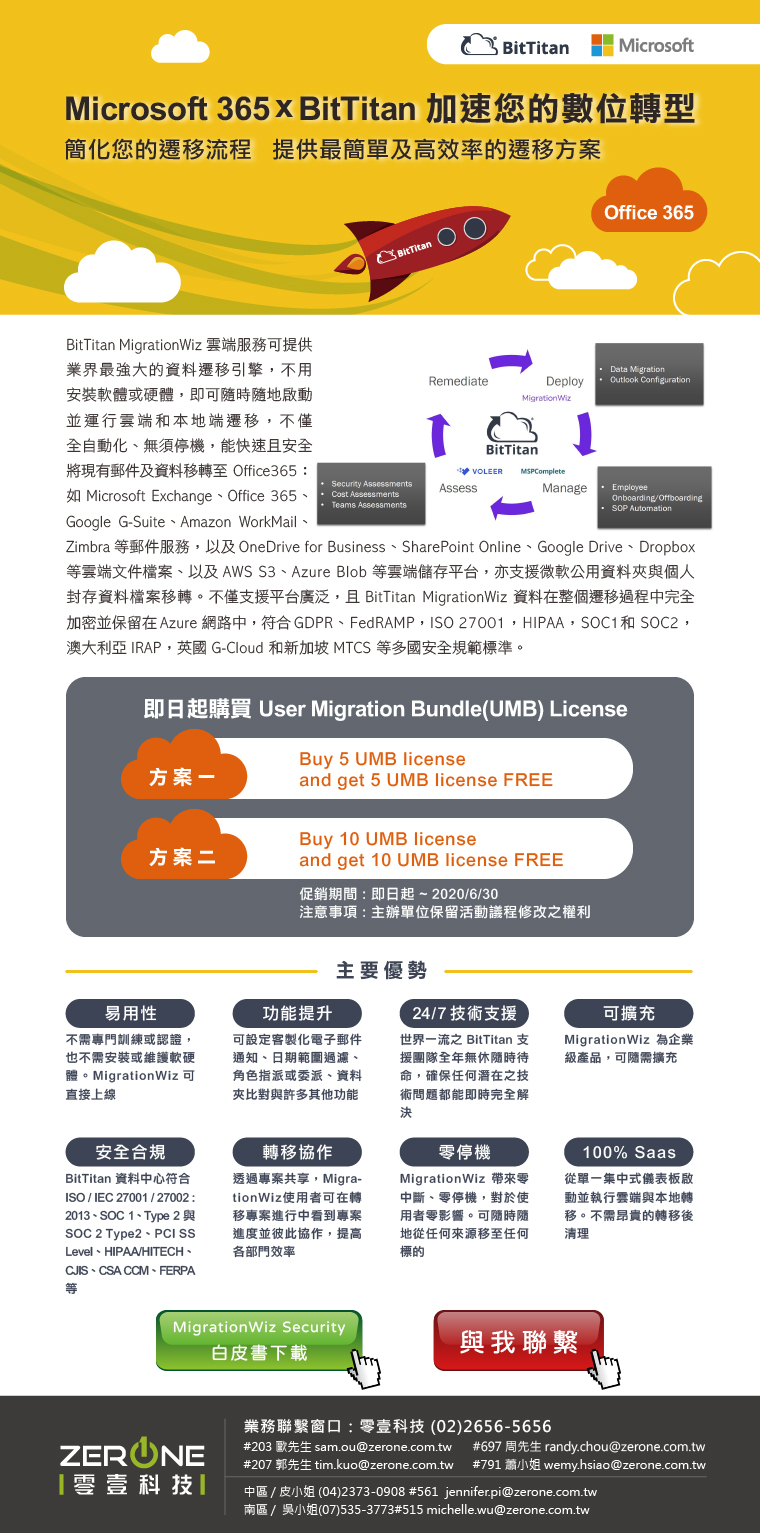 BitTitan Microsoft
Microsoft 365 x BitTitan 加速您的數位轉型
簡化您的遷移流程 提供最簡單及高效率的遷移方案
Office 365
BitTitan
BitTitan MigrationWiz 雲端服務可提供
業界最強大的資料遷移引擎，不用
安裝軟體或硬體，即可隨時隨地啟動
並運行雲端和本地端遷移，不僅
全自動化、無須停機，能快速且安全
將現有郵件及資料移轉至 Office365：
如 Microsoft Exchange、Office 365、
Google G-Suite、Amazon WorkMail、
Zimbra 等郵件服務，以及 OneDrive for Business、SharePoint Online、Google Drive、Dropbox
等雲端文件檔案、以及 AWS S3、Azure Blob 等雲端儲存平台，亦支援微軟公用資料夾與個人
封存資料檔案移轉。不僅支援平台廣泛，且 BitTitan MigrationWiz 資料在整個遷移過程中完全
加密並保留在 Azure 網路中，符合 GDPR、FedRAMP，ISO 27001，HIPAA，SOC1和 SOC2，
澳大利亞 IRAP，英國 G-Cloud 和新加坡 MTCS 等多國安全規範標準。
Remediate
Deploy
MigrationWiz
• Data Migration
• Outlook Configuration
BitTitan
VOLEER
MSPComplete
Assess
Manage
• Security Assessments
• Cost Assessments
• Teams Assessments
• Employee
Onboarding/Offboarding
• SOP Automation
即日起購買 User Migration Bundle(UMB) License
方案一
Buy 5 UMB license
and get 5 UMB license FREE
方案二
Buy 10 UMB license
and get 10 UMB license FREE
促銷期間：即日起 ~ 2020/6/30
注意事項：主辦單位保留活動議程修改之權利
主要優勢
易用性
不需專門訓練或認證，
也不需安裝或維護軟硬
體。MigrationWiz 可
直接上線
功能提升
可設定客製化電子郵件
通知、日期範圍過濾、
角色指派或委派、資料
夾比對與許多其他功能
24/7 技術支援
世界一流之 BitTitan 支
援團隊全年無休隨時待
命，確保任何潛在之技
術問題都能即時完全解
決
可擴充
MigrationWiz 為企業
級產品，可隨需擴充
安全合規
BitTitan 資料中心符合
ISO / IEC 27001 / 27002 :
2013、SOC 1、Type 2 與
SOC 2 Type2、PCI SS
Level、HIPAA/HITECH、
CJIS、CSA CCM、FERPA
等
轉移協作
透過專案共享，Migra-
tionWiz使用者可在轉
移專案進行中看到專案
進度並彼此協作，提高
各部門效率
零停機
MigrationWiz 帶來零
中斷、零停機，對於使
用者零影響。可隨時隨
地從任何來源移至任何
標的
100% Saas
從單一集中式儀表板啟
動並執行雲端與本地轉
移。不需昂貴的轉移後
清理
MigrationWiz Security
白皮書下載
與我聯繫
ZERONE
零壹科技
業務聯繫窗口：零壹科技 (02)2656-5656
#203 歐先生 sam.ou@zerone.com.tw #697 周先生 randy.chou@zerone.com.tw
#207 郭先生 tim.kuo@zerone.com.tw #791 蕭小姐 wemy.hsiao@zerone.com.tw
中區 / 皮小姐 (04)2373-0908 #561 jennifer.pi@zerone.com.tw
南區 / 吳小姐(07)535-3773#515 michelle.wu@zerone.com.tw